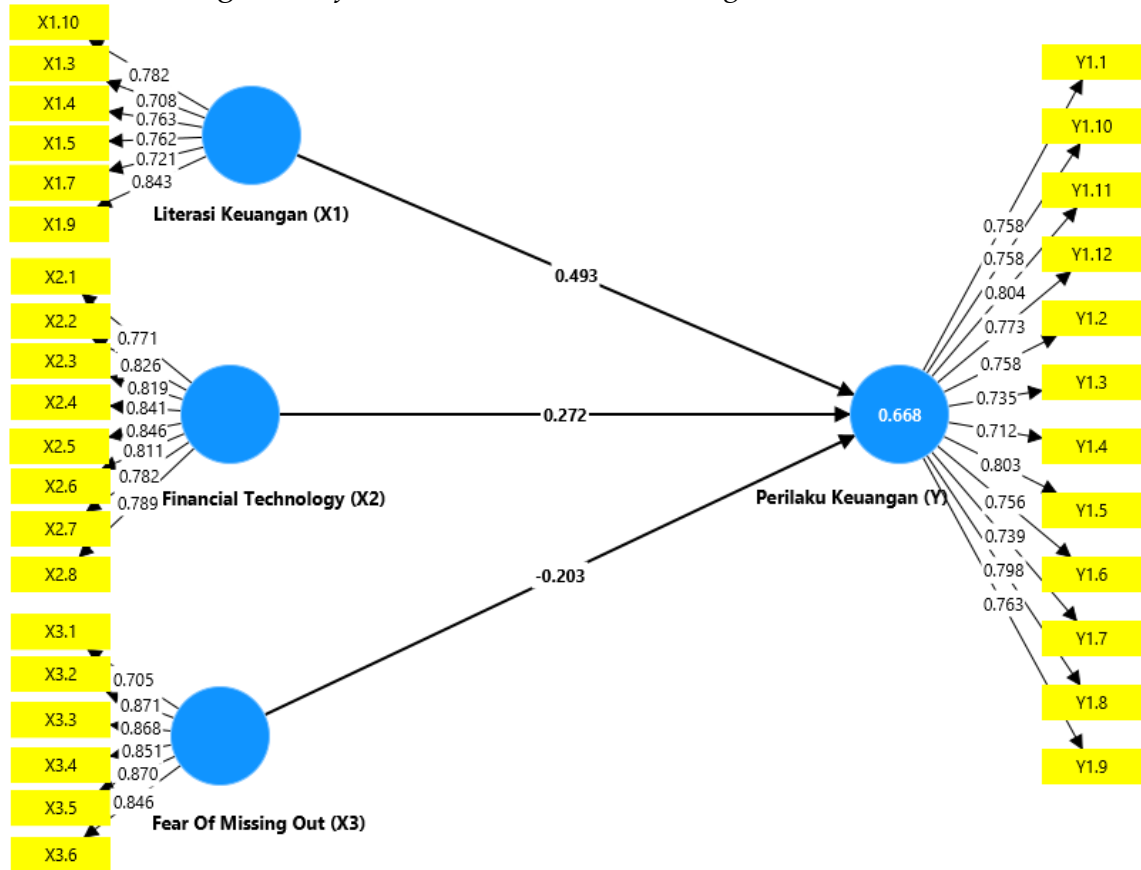 X1.10
X1.3
X1.4
X1.5
X1.7
X1.9
0.782
0.708
0.763
0.762
0.721
0.843
Literasi Keuangan (X1)
X2.1
X2.2
X2.3
X2.4
X2.5
X2.6
X2.7
X2.8
0.771
0.826
0.819
0.841
0.846
0.811
0.782
0.789
Financial Technology (X2)
X3.1
X3.2
X3.3
X3.4
X3.5
X3.6
0.705
0.871
0.868
0.851
0.870
0.846
Fear Of Missing Out (X3)
0.493
0.272
-0.203
0.668
Perilaku Keuangan (Y)
0.758
0.758
0.804
0.773
0.758
0.735
0.712
0.803
0.756
0.739
0.798
0.763
Y1.1
Y1.10
Y1.11
Y1.12
Y1.2
Y1.3
Y1.4
Y1.5
Y1.6
Y1.7
Y1.8
Y1.9